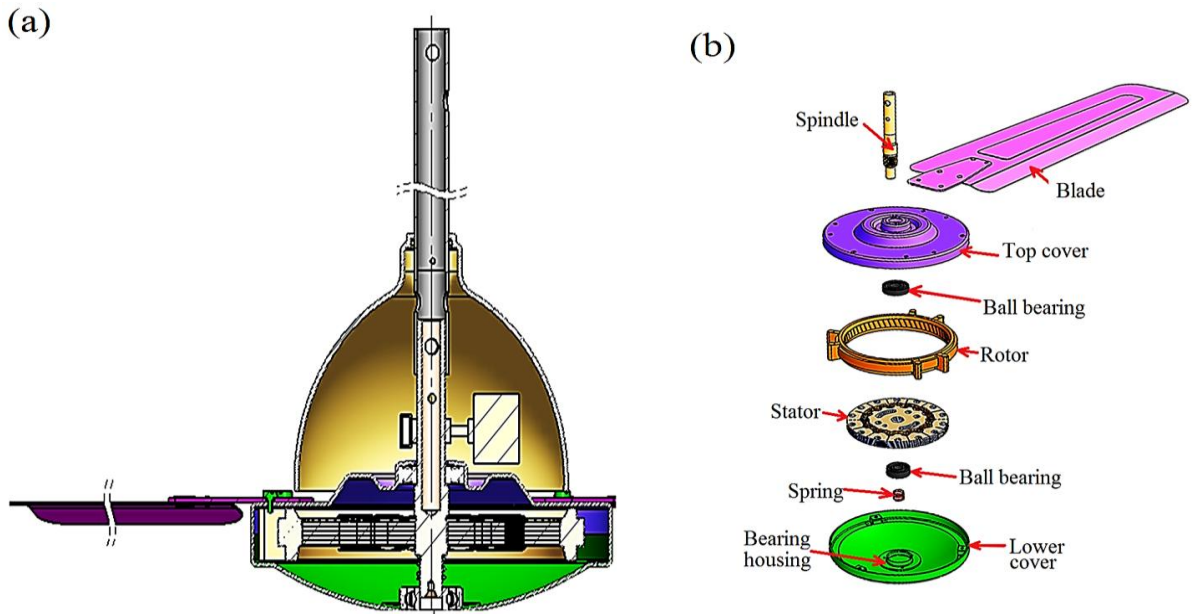 (a)
(b)
Spindle
Blade
Top cover
Ball bearing
Rotor
Stator
Ball bearing
Spring
Bearing
housing
Lower
cover